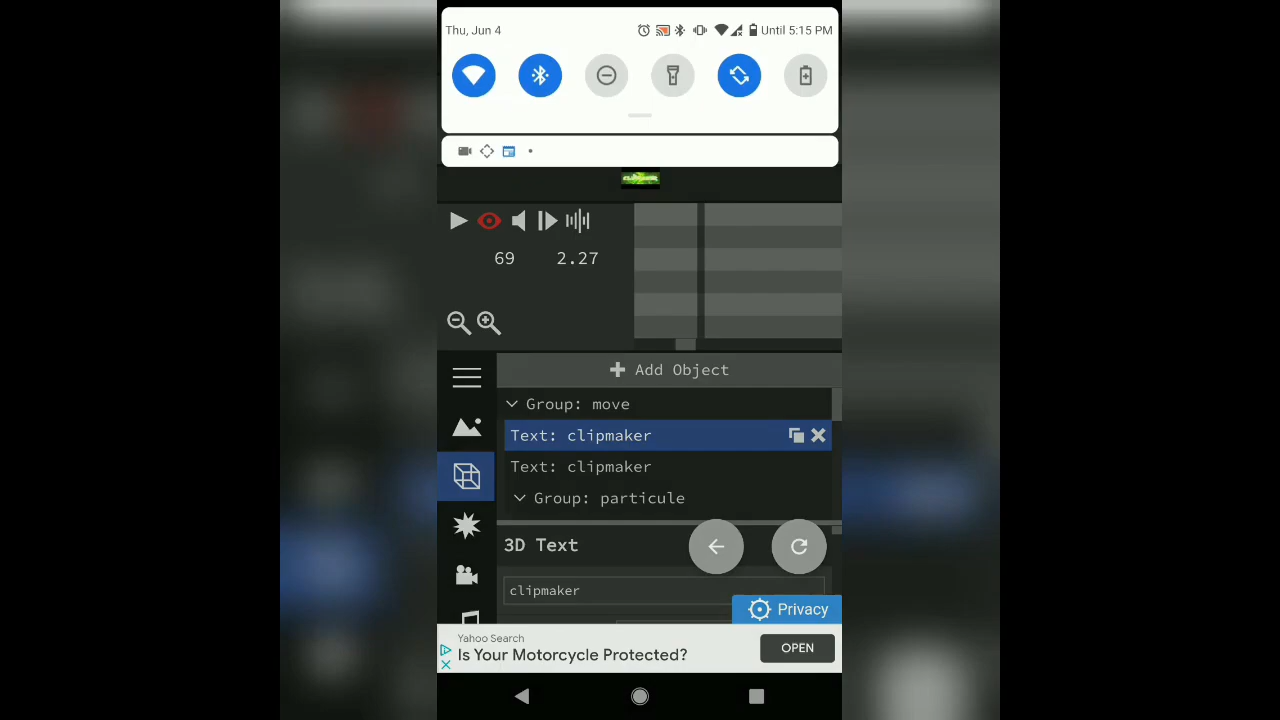 Thu, Jun 4
Until 5:15 PM
69 2.27
Add Object
Group: move
Text: clipmaker
Text: clipmaker
Group: particule
3D Text
clipmaker
Privacy
Yahoo Search
Is Your Motorcycle Protected?
OPEN